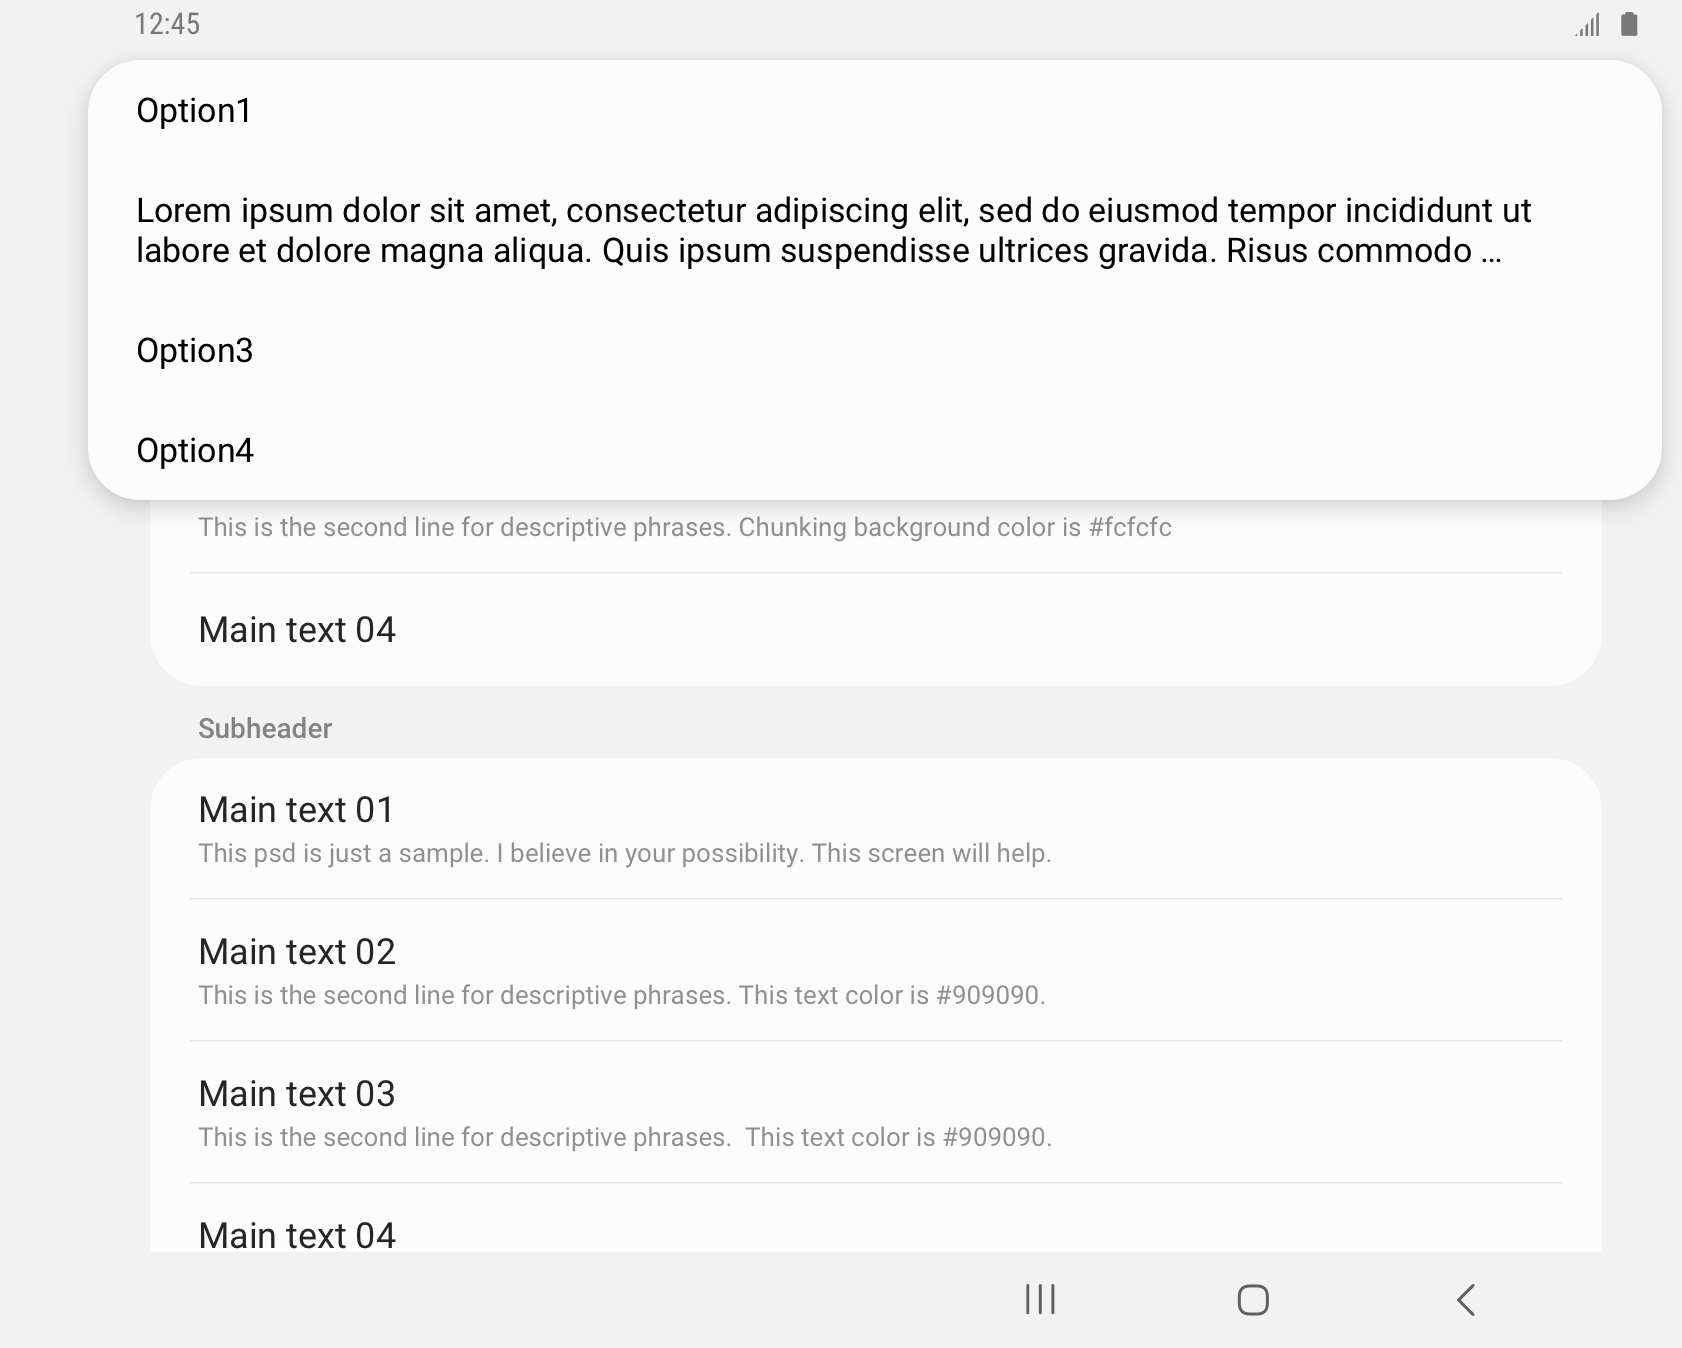 12:45
Option1
Lorem ipsum dolor sit amet, consectetur adipiscing elit, sed do eiusmod tempor incididunt ut
labore et dolore magna aliqua. Quis ipsum suspendisse ultrices gravida. Risus commodo ...
Option3
Option4
This is the second line for descriptive phrases. Chunking background color is #fcfcfc
Main text 04
Subheader
Main text 01
This psd is just a sample. I believe in your possibility. This screen will help.
Main text 02
This is the second line for descriptive phrases. This text color is #909090.
Main text 03
This is the second line for descriptive phrases.  This text color is #909090.
Main text 04